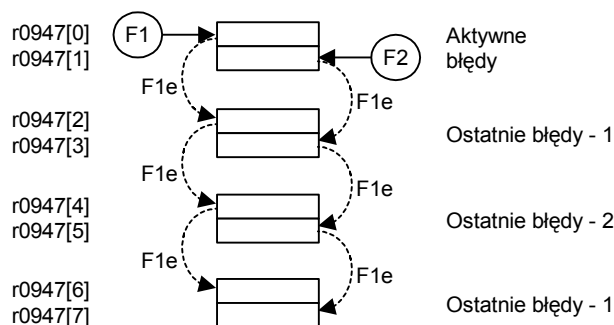 r0947[0] F1 Aktywne
r0947[1] F2 błędy
F1e F1e
r0947[2] Ostatnie błędy - 1
r0947[3]
F1e F1e
r0947[4] Ostatnie błędy - 2
r0947[5]
F1e F1e
r0947[6] Ostatnie błędy - 1
r0947[7]